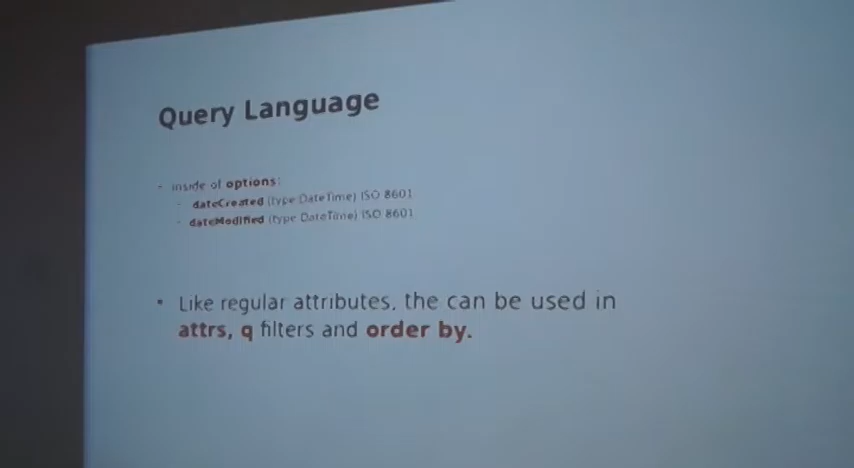 Query Language
- inside of options:
- dateCreated (type DateTime) ISO 8601
- dateModified (type DateTime) ISO 8601
• Like regular attributes, the can be used in
attrs, q filters and order by.